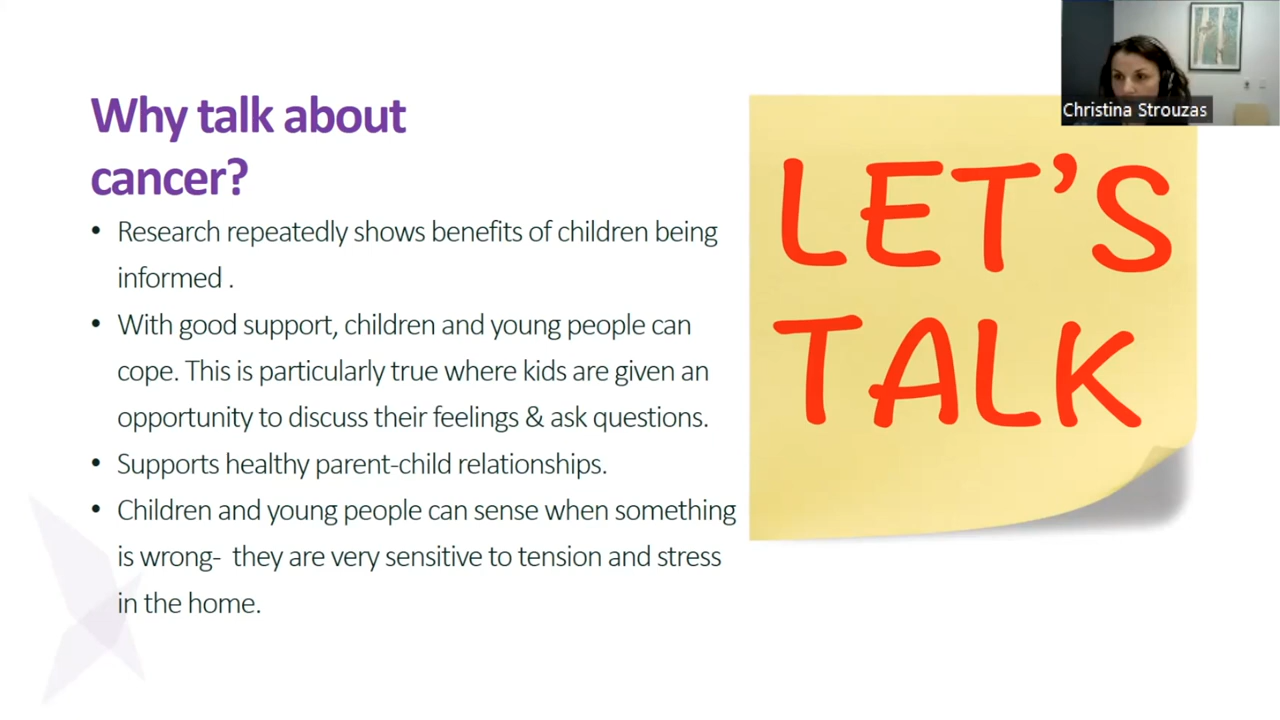 Why talk about
cancer?
• Research repeatedly shows benefits of children being
informed .
• With good support, children and young people can
cope. This is particularly true where kids are given an
opportunity to discuss their feelings & ask questions.
• Supports healthy parent-child relationships.
• Children and young people can sense when something
is wrong-  they are very sensitive to tension and stress
in the home.
LET’S
TALK
Christina Strouzas